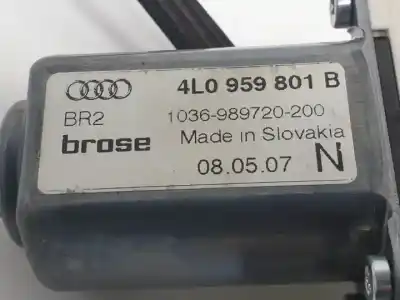 4L0 959 801 B
BR2 1036-989720-200
brose Made in Slovakia
08.05.07 N